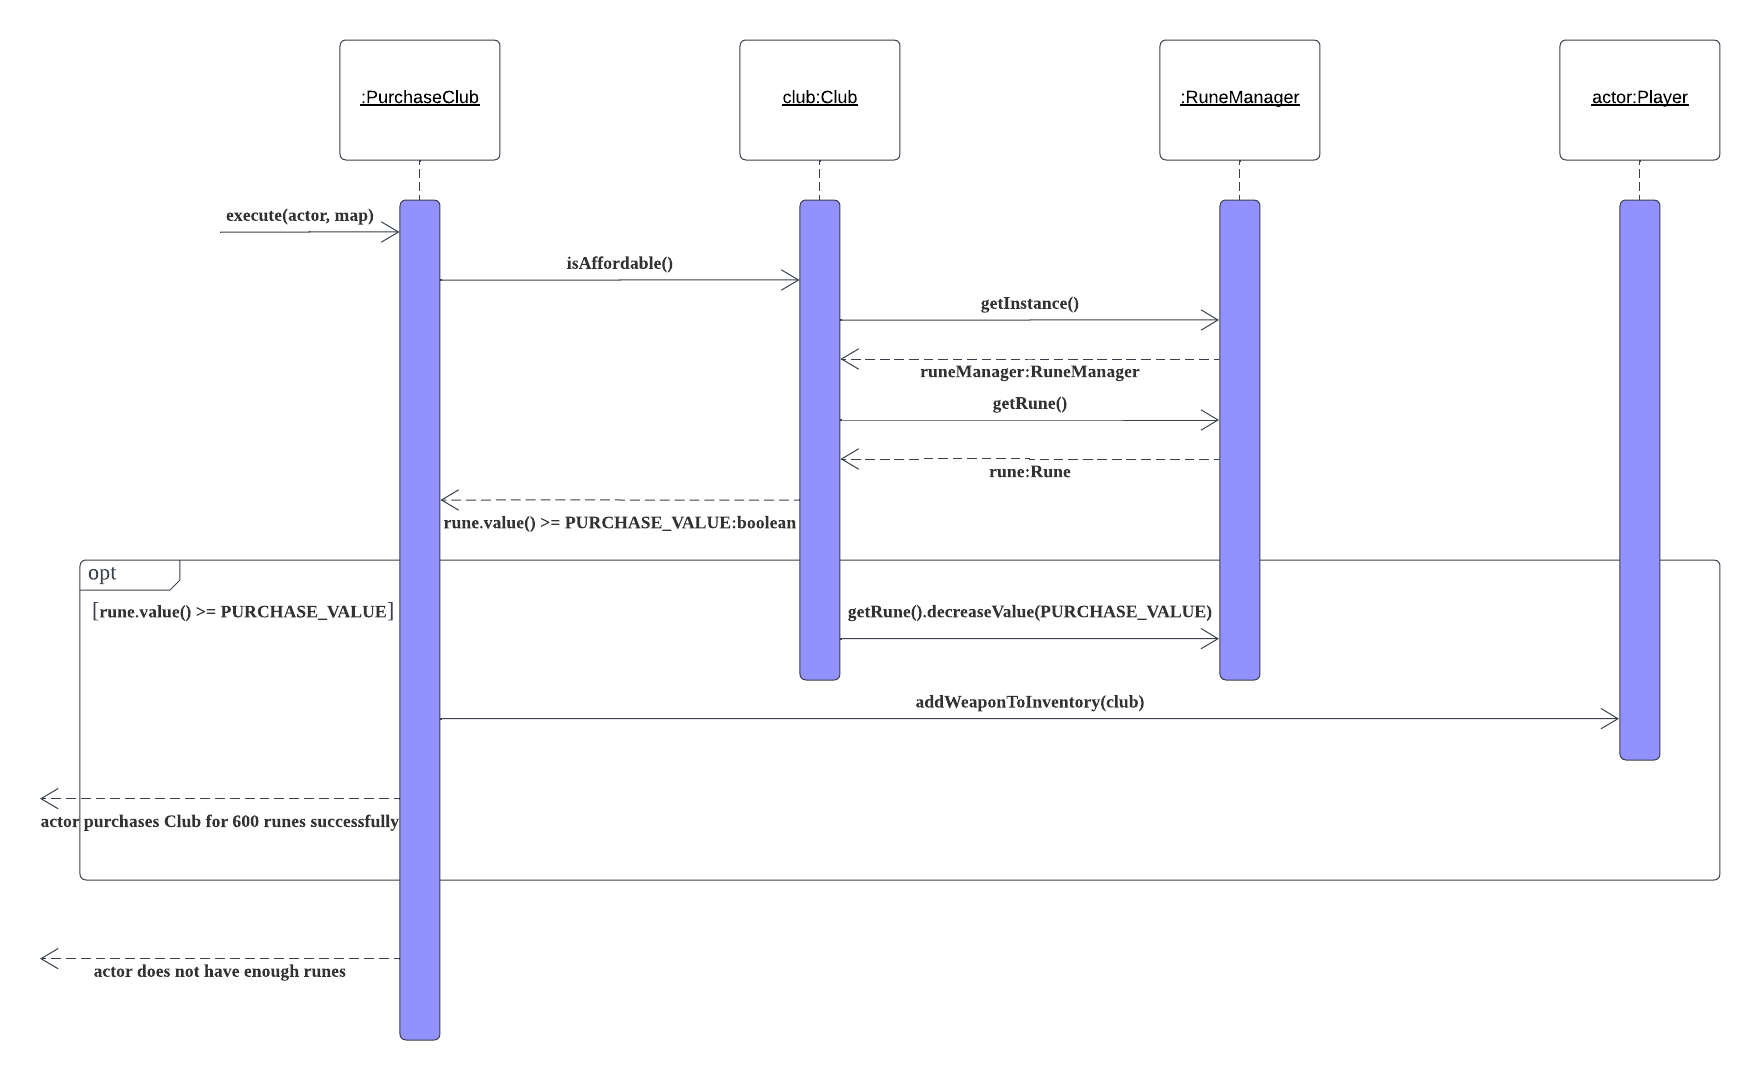 :PurchaseClub
club:Club
:RuneManager
actor:Player
execute(actor, map)
isAffordable()
getInstance()
runeManager:RuneManager
getRune()
rune:Rune
rune.value() >= PURCHASE_VALUE:boolean
opt
[rune.value() >= PURCHASE_VALUE]
getRune().decreaseValue(PURCHASE_VALUE)
addWeaponToInventory(club)
actor purchases Club for 600 runes successfully
actor does not have enough runes